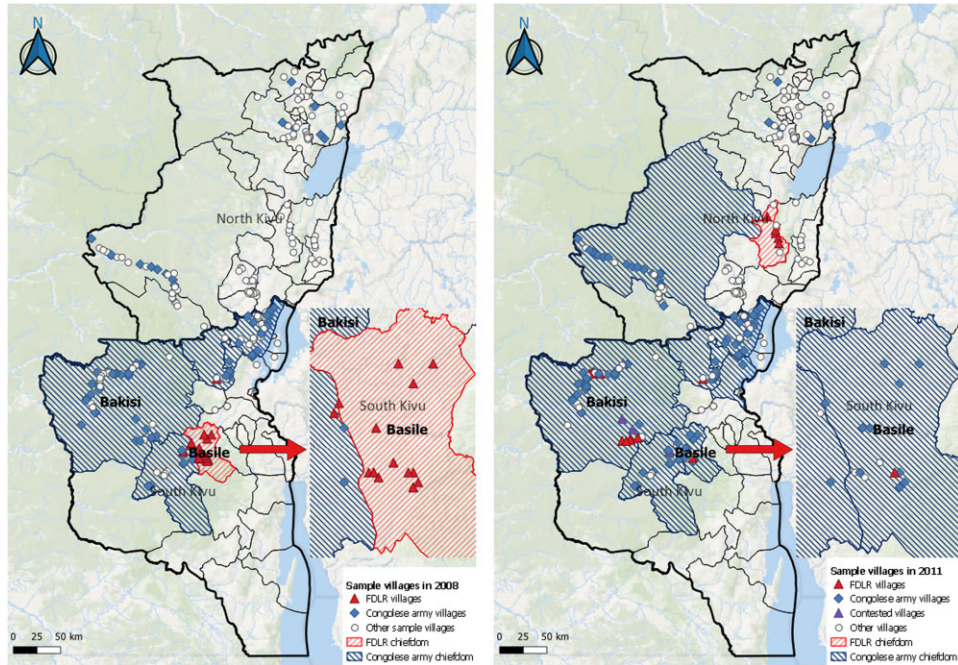 N
North Kivu
Bakisi
Basile
South Kivu
Bakisi
South Kivu
Basile
Sample villages in 2008
FDLR villages
Congolese army villages
Other sample villages
FDLR chiefdom
Congolese army chiefdom
0 25 50 km
N
North Kivu
Bakisi
Basile
South Kivu
Bakisi
South Kivu
Basile
Sample villages in 2011
FDLR villages
Congolese army villages
Contested villages
Other villages
FDLR chiefdom
Congolese army chiefdom
0 25 50 km